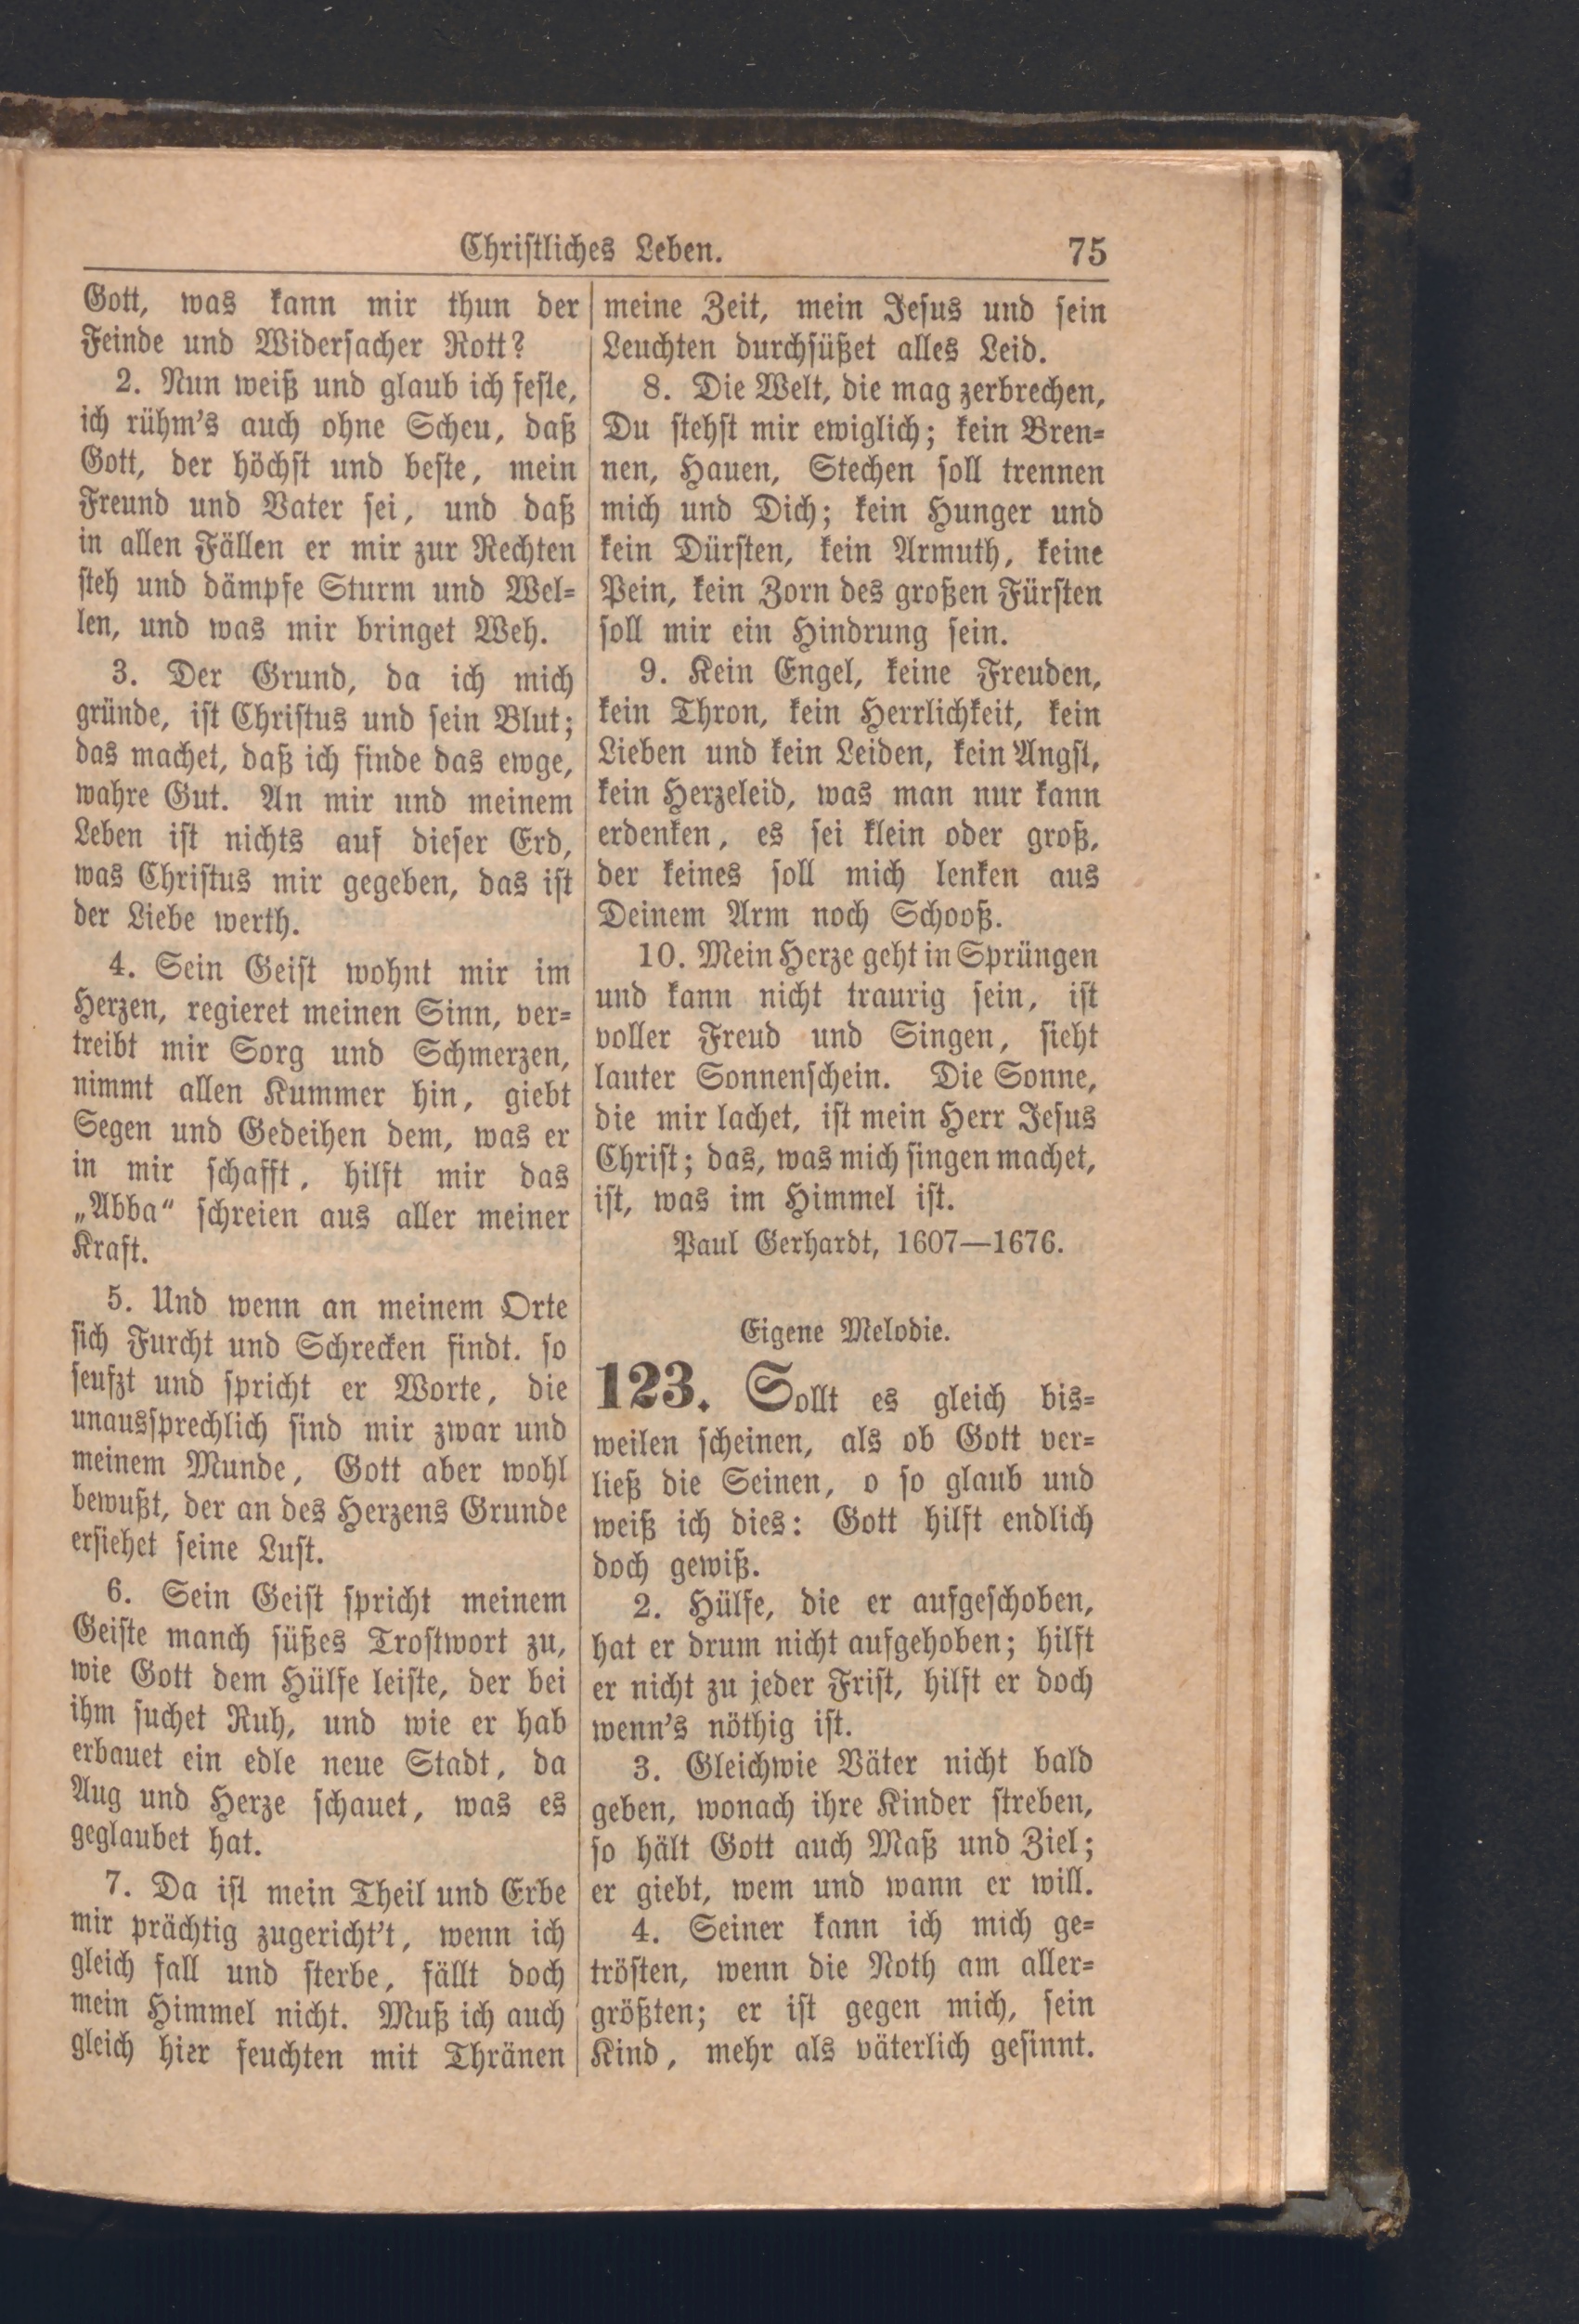 Christliches Leben. 75
Gott, was kann mir thun der
Feinde und Widersacher Rott?
2. Nun weiß und glaub ich feste,
ich rühm's auch ohne Scheu, daß
Gott, der höchst und beste, mein
Freund und Vater sei, und daß
in allen Fällen er mir zur Rechten
steh und dämpfe Sturm und Wel-
len, und was mir bringet Weh.
3. Der Grund, da ich mich
gründe, ist Christus und sein Blut;
das machet, daß ich finde das ewge,
wahre Gut. An mir und meinem
Leben ist nichts auf dieser Erd,
was Christus mir gegeben, das ist
der Liebe werth.
4. Sein Geist wohnt mir im
Herzen, regieret meinen Sinn, ver-
treibt mir Sorg und Schmerzen,
nimmt allen Kummer hin, giebt
Segen und Gedeihen dem, was er
in mir schafft, hilft mir das
„Abba“ schreien aus aller meiner
Kraft.
5. Und wenn an meinem Orte
sich Furcht und Schrecken findt. so
seufzt und spricht er Worte, die
unaussprechlich sind mir zwar und
meinem Munde, Gott aber wohl
bewußt, der an des Herzens Grunde
ersiehet seine Lust.
6. Sein Geist spricht meinem
Geiste manch süßes Trostwort zu,
wie Gott dem Hülfe leiste, der bei
ihm suchet Ruh, und wie er hab
erbauet ein edle neue Stadt, da
Aug und Herze schauet, was es
geglaubet hat.
7. Da ist mein Theil und Erbe
mir prächtig zugericht't, wenn ich
gleich fall und sterbe, fällt doch
mein Himmel nicht. Muß ich auch
gleich hier feuchten mit Thränen
meine Zeit, mein Jesus und sein
Leuchten durchsüßet alles Leid.
8. Die Welt, die mag zerbrechen,
Du stehst mir ewiglich; kein Bren-
nen, Hauen, Stechen soll trennen
mich und Dich; kein Hunger und
kein Dürsten, kein Armuth, keine
Pein, kein Zorn des großen Fürsten
soll mir ein Hindrung sein.
9. Kein Engel, keine Freuden,
kein Thron, kein Herrlichkeit, kein
Lieben und kein Leiden, kein Angst,
kein Herzeleid, was man nur kann
erdenken, es sei klein oder groß,
der keines soll mich lenken aus
Deinem Arm noch Schooß.
10. Mein Herze geht in Sprüngen
und kann nicht traurig sein, ist
voller Freud und Singen, sieht
lauter Sonnenschein. Die Sonne,
die mir lachet, ist mein Herr Jesus
Christ; das, was mich singen machet,
ist, was im Himmel ist.
Paul Gerhardt, 1607—1676.
Eigene Melodie.
123. Sollt es gleich bis-
weilen scheinen, als ob Gott ver-
ließ die Seinen, o so glaub und
weiß ich dies: Gott hilft endlich
doch gewiß.
2. Hülfe, die er aufgeschoben,
hat er drum nicht aufgehoben; hilft
er nicht zu jeder Frist, hilft er doch
wenn's nöthig ist.
3. Gleichwie Väter nicht bald
geben, wonach ihre Kinder streben,
so hält Gott auch Maß und Ziel;
er giebt, wem und wann er will.
4. Seiner kann ich mich ge-
trösten, wenn die Noth am aller-
größten; er ist gegen mich, sein
Kind, mehr als väterlich gesinnt.